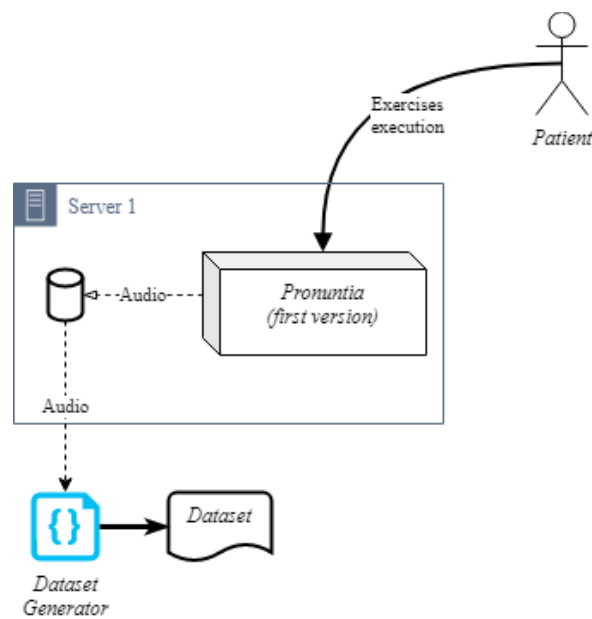 Exercises
execution
Patient
Server 1
Audio
Pronuntia
(first version)
Audio
{}
Dataset
Dataset
Generator